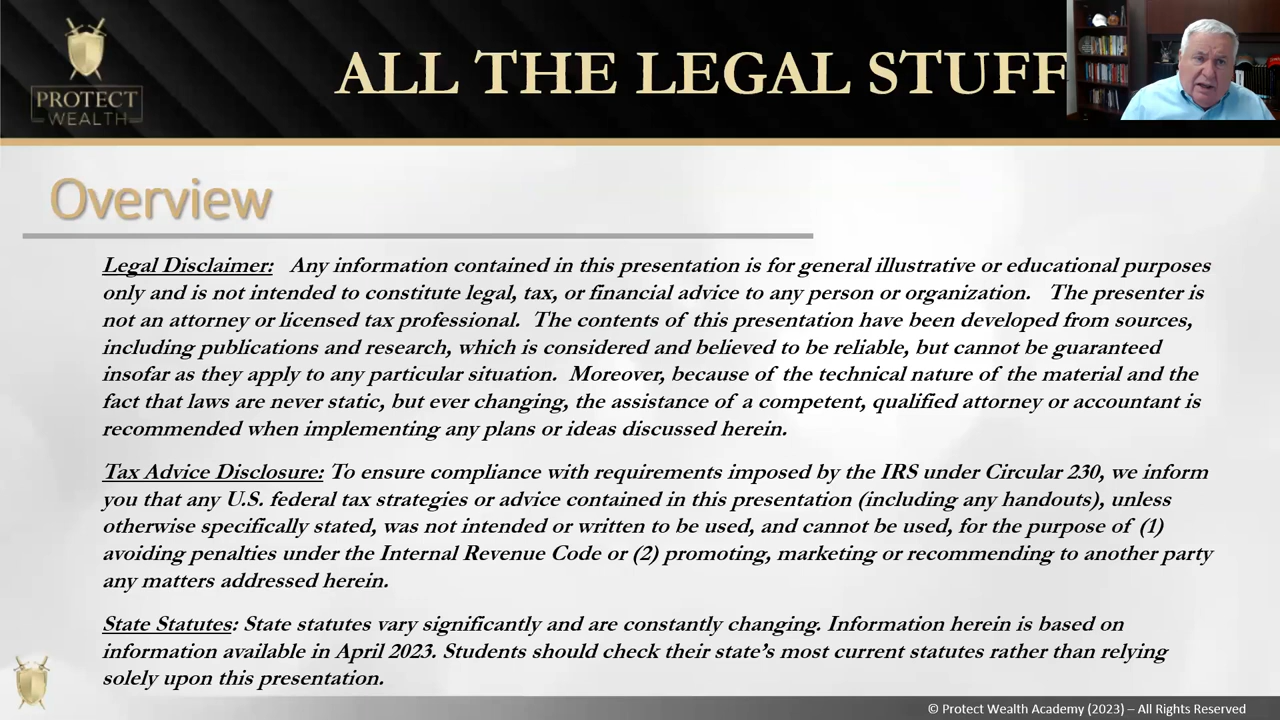 PROTECT
WEALTH
ALL THE LEGAL STUFF
Overview
Legal Disclaimer: Any information contained in this presentation is for general illustrative or educational purposes
only and is not intended to constitute legal, tax, or financial advice to any person or organization. The presenter is
not an attorney or licensed tax professional. The contents of this presentation have been developed from sources,
including publications and research, which is considered and believed to be reliable, but cannot be guaranteed
insofar as they apply to any particular situation. Moreover, because of the technical nature of the material and the
fact that laws are never static, but ever changing, the assistance of a competent, qualified attorney or accountant is
recommended when implementing any plans or ideas discussed herein.
Tax Advice Disclosure: To ensure compliance with requirements imposed by the IRS under Circular 230, we inform
you that any U.S. federal tax strategies or advice contained in this presentation (including any handouts), unless
otherwise specifically stated, was not intended or written to be used, and cannot be used, for the purpose of (1)
avoiding penalties under the Internal Revenue Code or (2) promoting, marketing or recommending to another party
any matters addressed herein.
State Statutes: State statutes vary significantly and are constantly changing. Information herein is based on
information available in April 2023. Students should check their state's most current statutes rather than relying
solely upon this presentation.
© Protect Wealth Academy (2023) – All Rights Reserved